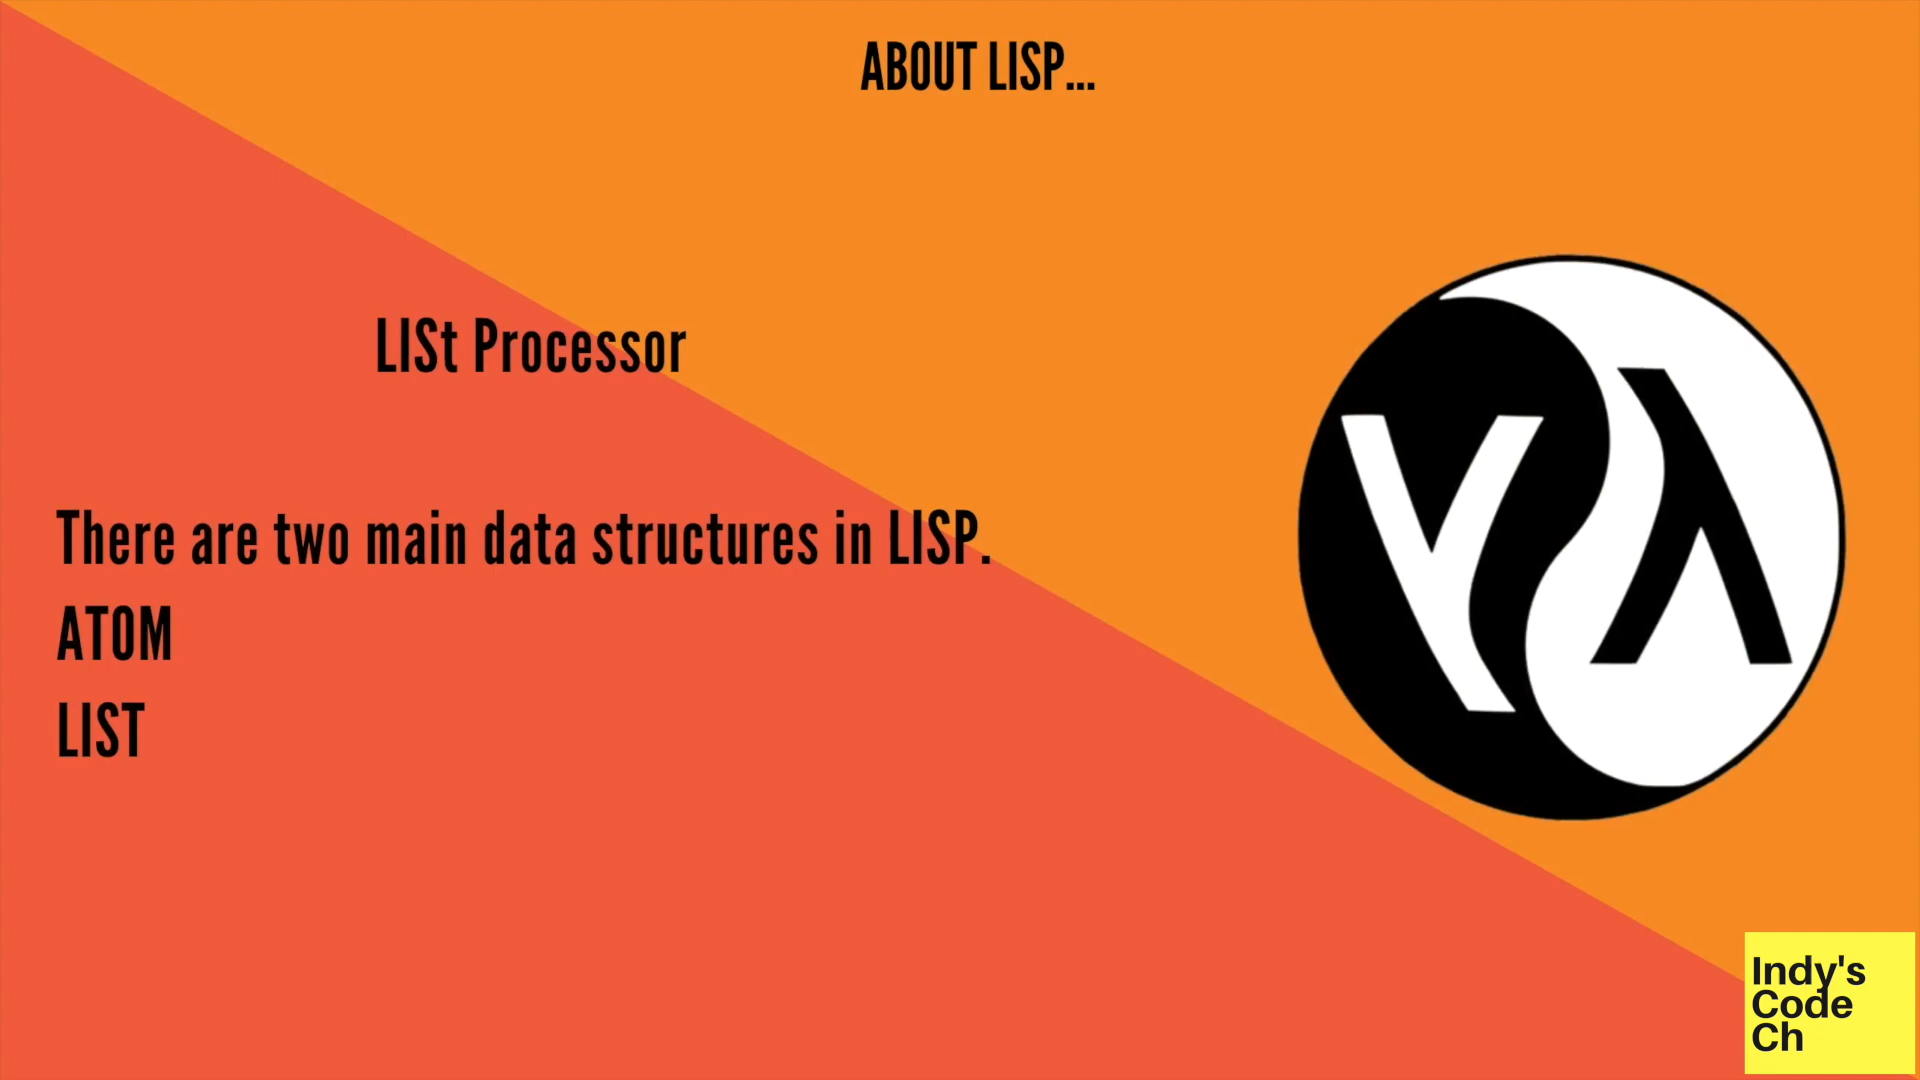 ABOUT LISP...
LISt Processor
There are two main data structures in LISP.
ATOM
LIST
Indy's
Code
Ch